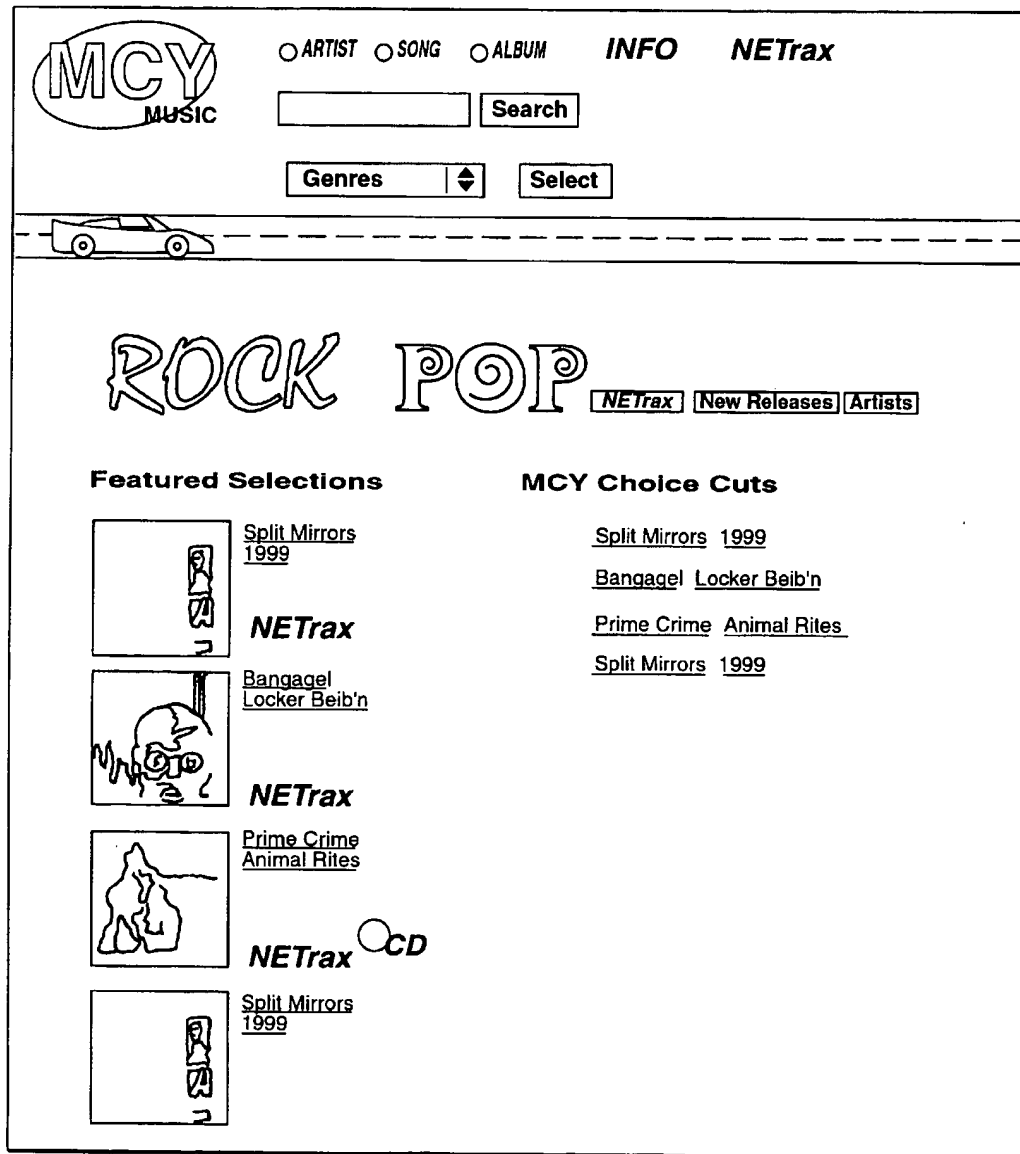 MCY
MUSIC
ARTIST SONG ALBUM INFO NETrax
Search
Genres Select
ROCK POP NETrax New Releases Artists
Featured Selections
Split Mirrors
1999
NETrax
Bangagel
Locker Beib'n
NETrax
Prime Crime
Animal Rites
NETrax CD
Split Mirrors
1999
MCY Choice Cuts
Split Mirrors 1999
Bangagel Locker Beib'n
Prime Crime Animal Rites
Split Mirrors 1999